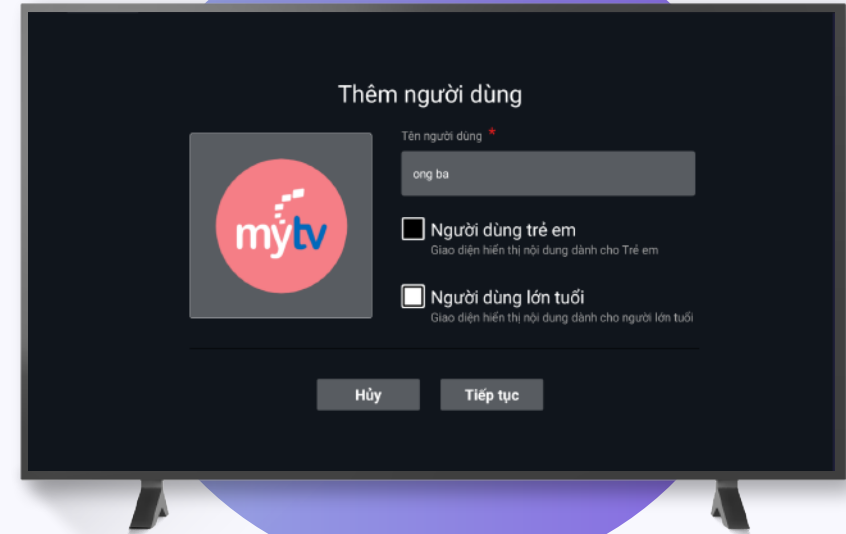 Thêm người dùng
Tên người dùng *
ong ba
mytv
Người dùng trẻ em
Giao diện hiển thị nội dung dành cho Trẻ em
Người dùng lớn tuổi
Giao diện hiển thị nội dung dành cho người lớn tuổi
Hủy
Tiếp tục